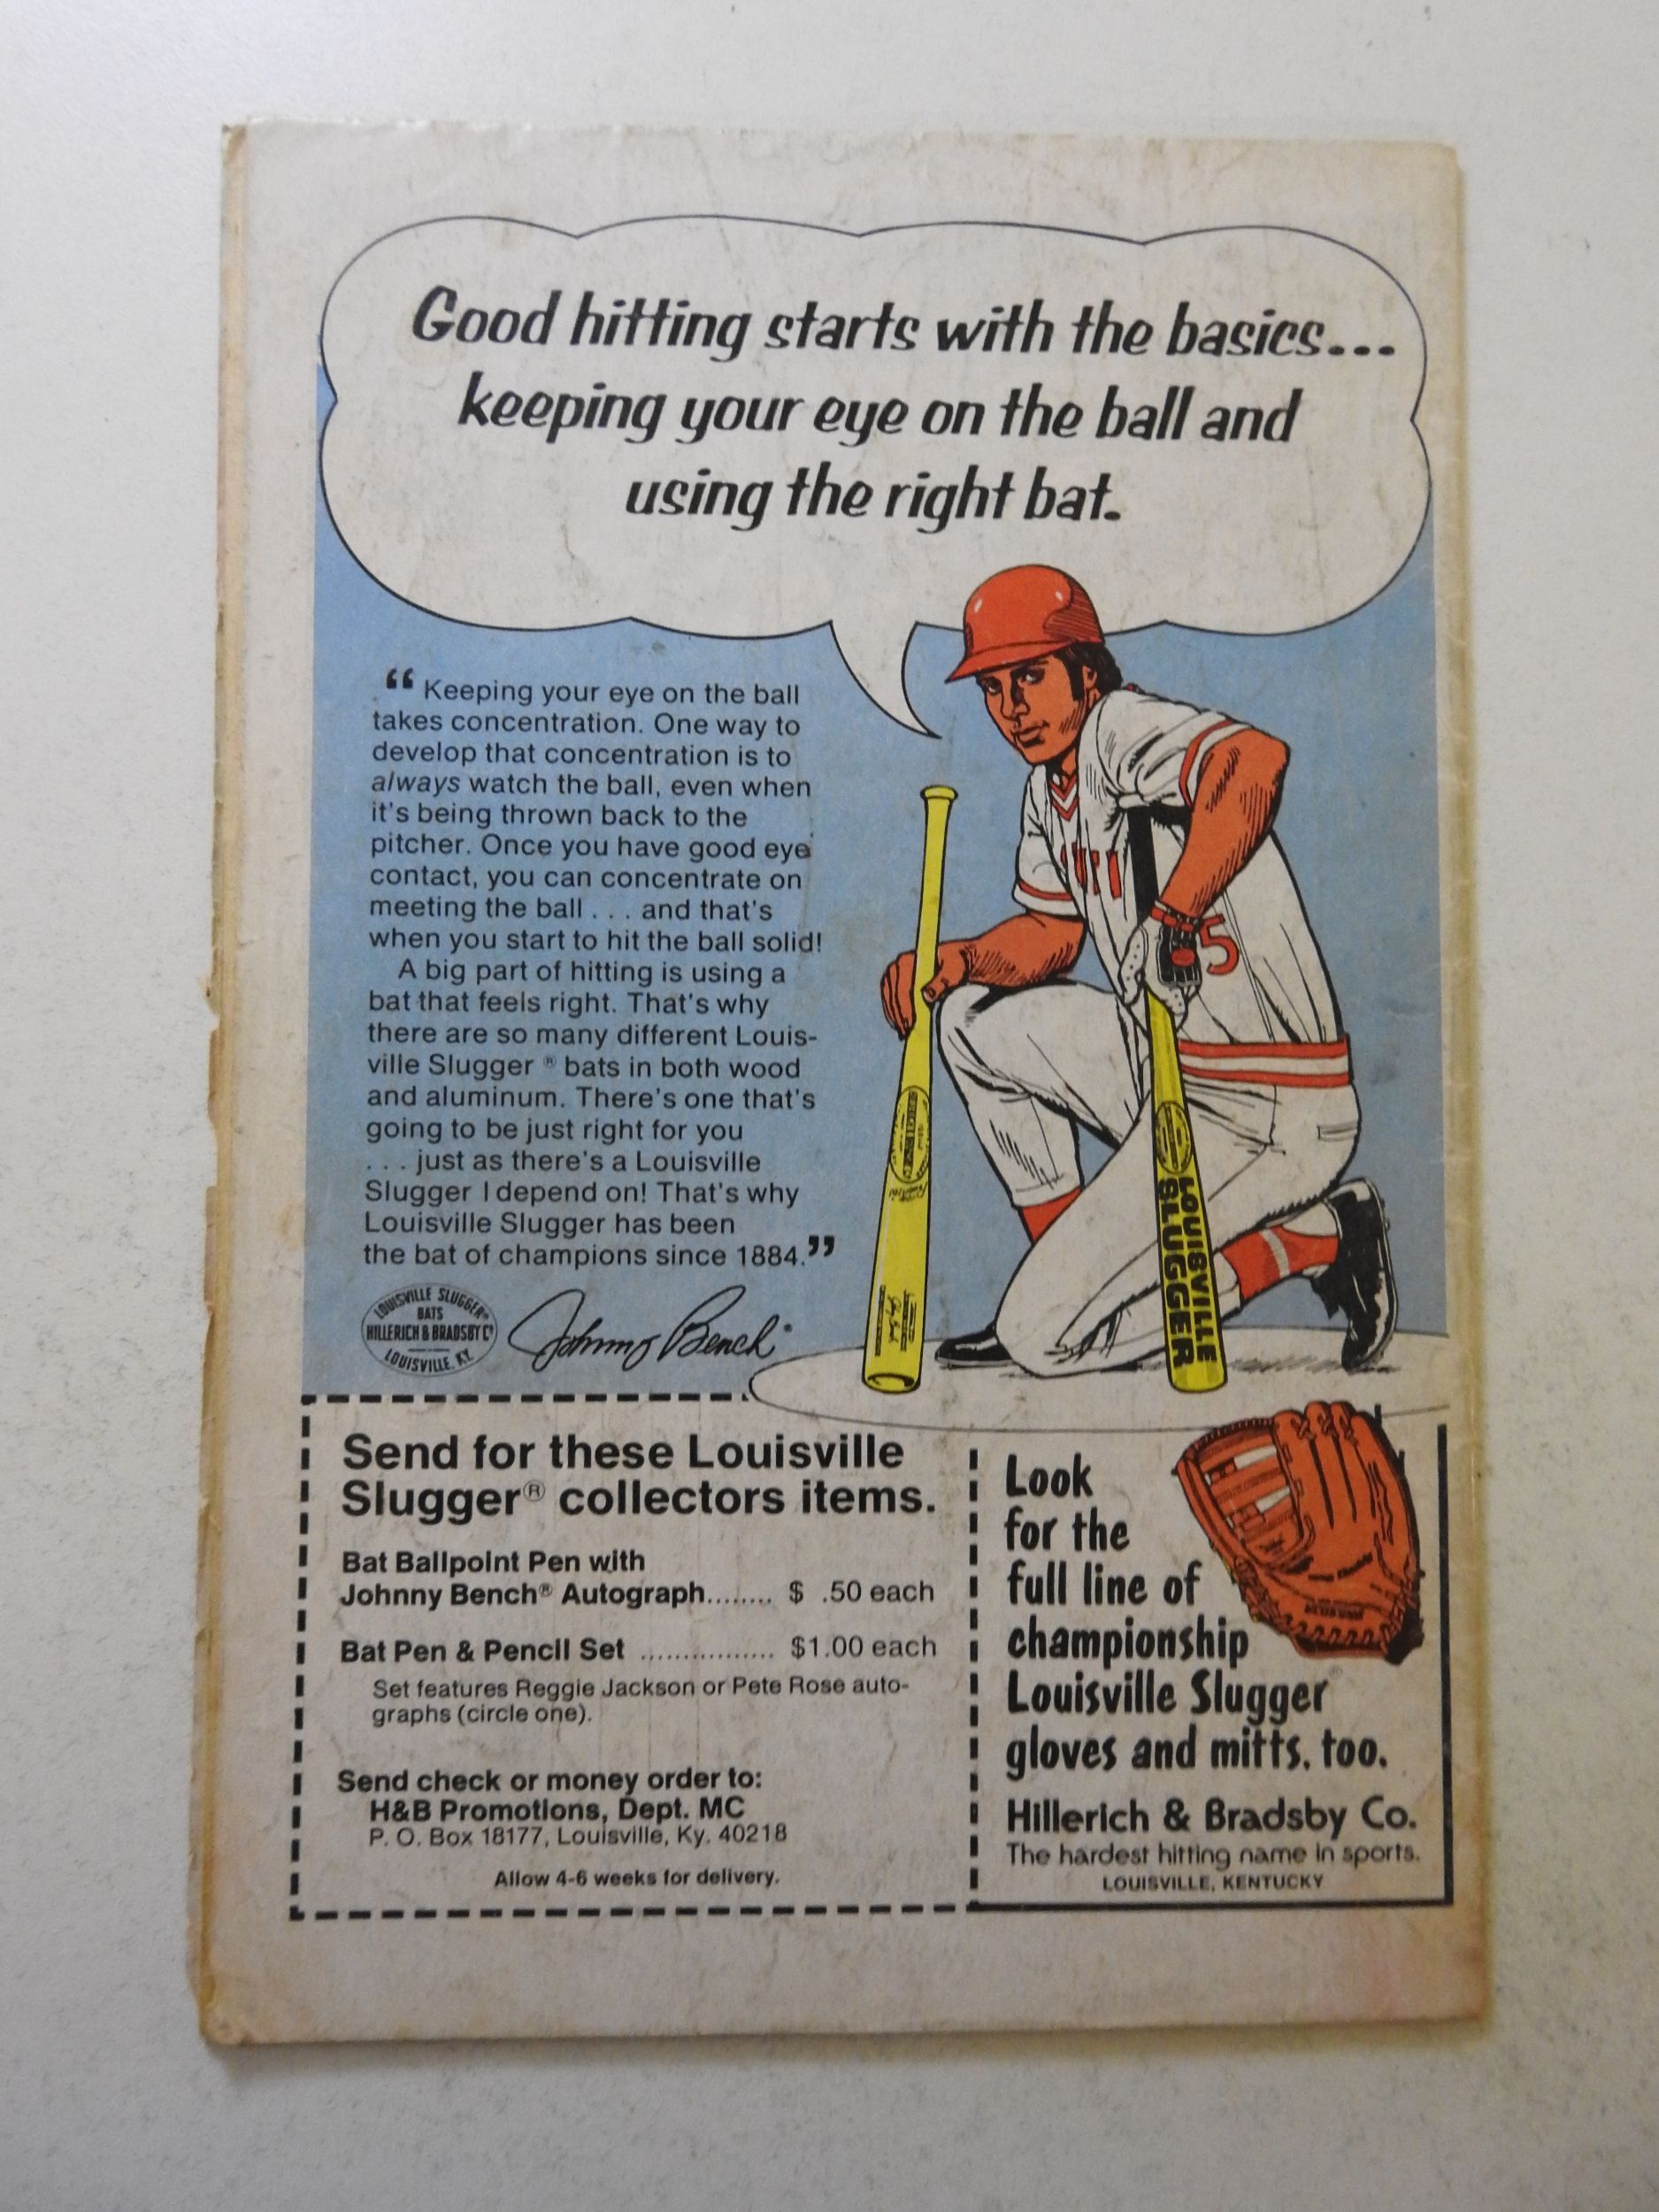 Good hitting starts with the basics...
keeping your eye on the ball and
using the right bat.
“Keeping your eye on the ball
takes concentration. One way to
develop that concentration is to
always watch the ball, even when
it's being thrown back to the
pitcher. Once you have good eye
contact, you can concentrate on
meeting the ball . . . and that's
when you start to hit the ball solid!
A big part of hitting is using a
bat that feels right. That's why
there are so many different Louis-
ville Slugger ® bats in both wood
and aluminum. There's one that's
going to be just right for you
. . . just as there's a Louisville
Slugger I depend on! That's why
Louisville Slugger has been
the bat of champions since 1884.”
LOUISVILLE SLUGGER®
BATS
HILLERICH & BRADSBY Cº
LOUISVILLE, KY.
Johnny Bench®
5
LOUISVILLE
SLUGGER
Send for these Louisville
Slugger® collectors items.
Bat Ballpoint Pen with
Johnny Bench® Autograph........ $ .50 each
Bat Pen & Pencil Set ................ $1.00 each
Set features Reggie Jackson or Pete Rose auto-
graphs (circle one).
Send check or money order to:
H&B Promotions, Dept. MC
P. O. Box 18177, Louisville, Ky. 40218
Allow 4-6 weeks for delivery.
Look
for the
full line of
championship
Louisville Slugger®
gloves and mitts, too.
Hillerich & Bradsby Co.
The hardest hitting name in sports.
LOUISVILLE, KENTUCKY